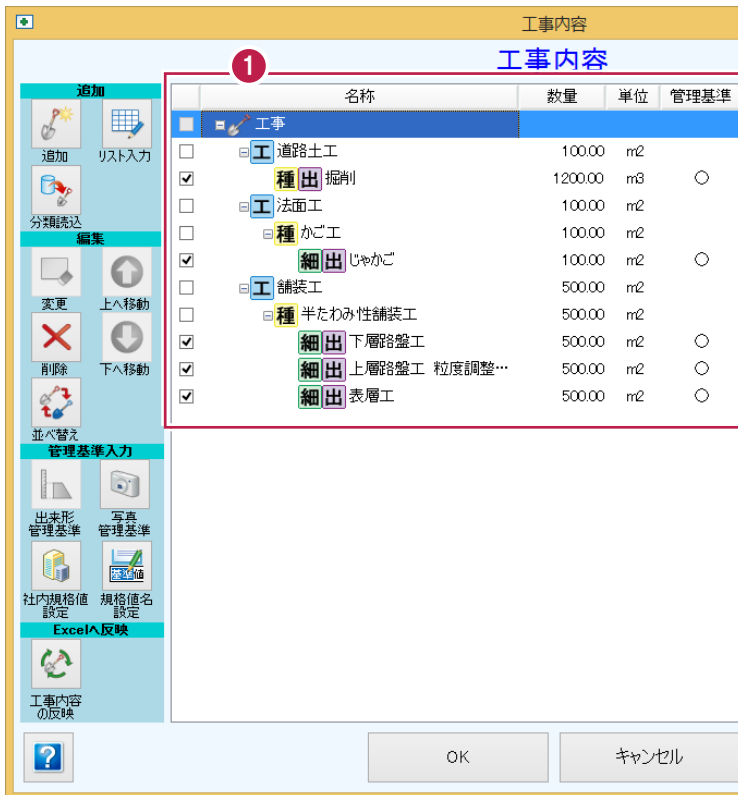 工事内容
工事内容
1
追加
追加 リスト入力
分類読込
編集
変更 上へ移動
削除 下へ移動
並べ替え
管理基準入力
出来形
管理基準
写真
管理基準
基準値
社内規格値
設定
規格値名
設定
Excelへ反映
工事内容
の反映
名称 数量 単位 管理基準
工事
工 道路土工 100.00 m2
種 出 掘削 1200.00 m3 ○
工 法面工 100.00 m2
種 かご工 100.00 m2
細 出 じゃかご 100.00 m2 ○
工 舗装工 500.00 m2
種 半たわみ性舗装工 500.00 m2
細 出 下層路盤工 500.00 m2 ○
細 出 上層路盤工 粒度調整… 500.00 m2 ○
細 出 表層工 500.00 m2 ○
?
OK キャンセル